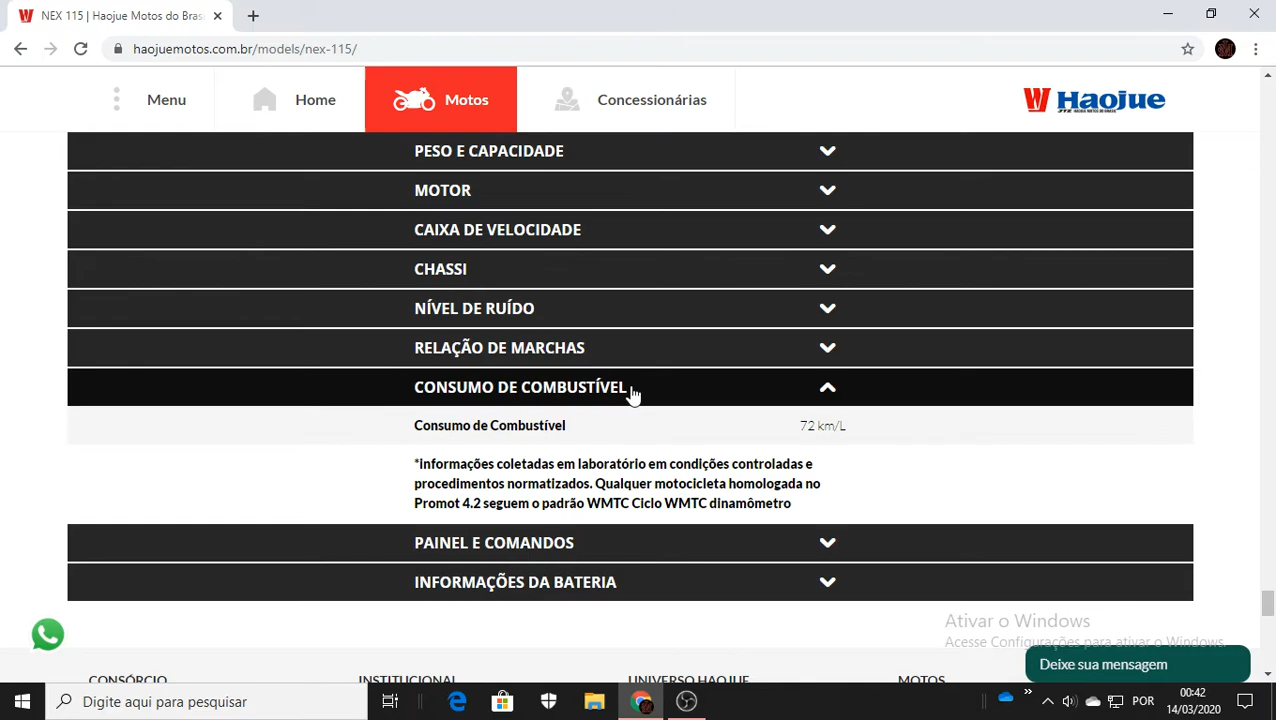 NEX 115 | Haojue Motos do Bras
haojuemotos.com.br/models/nex-115/
Menu
Home
Motos
Concessionárias
Haojue
PESO E CAPACIDADE
MOTOR
CAIXA DE VELOCIDADE
CHASSI
NÍVEL DE RUÍDO
RELAÇÃO DE MARCHAS
CONSUMO DE COMBUSTÍVEL
Consumo de Combustível 72 km/L
*Informações coletadas em laboratório em condições controladas e
procedimentos normatizados. Qualquer motocicleta homologada no
Promot 4.2 seguem o padrão WMTC Ciclo WMTC dinamômetro
PAINEL E COMANDOS
INFORMAÇÕES DA BATERIA
Ativar o Windows
Acesse Configurações para ativar o Windows.
Deixe sua mensagem
CONSÓRCIO
INSTITUCIONAL
UNIVERSO HAOJUE
MOTOS
Digite aqui para pesquisar
POR
00:42
14/03/2020